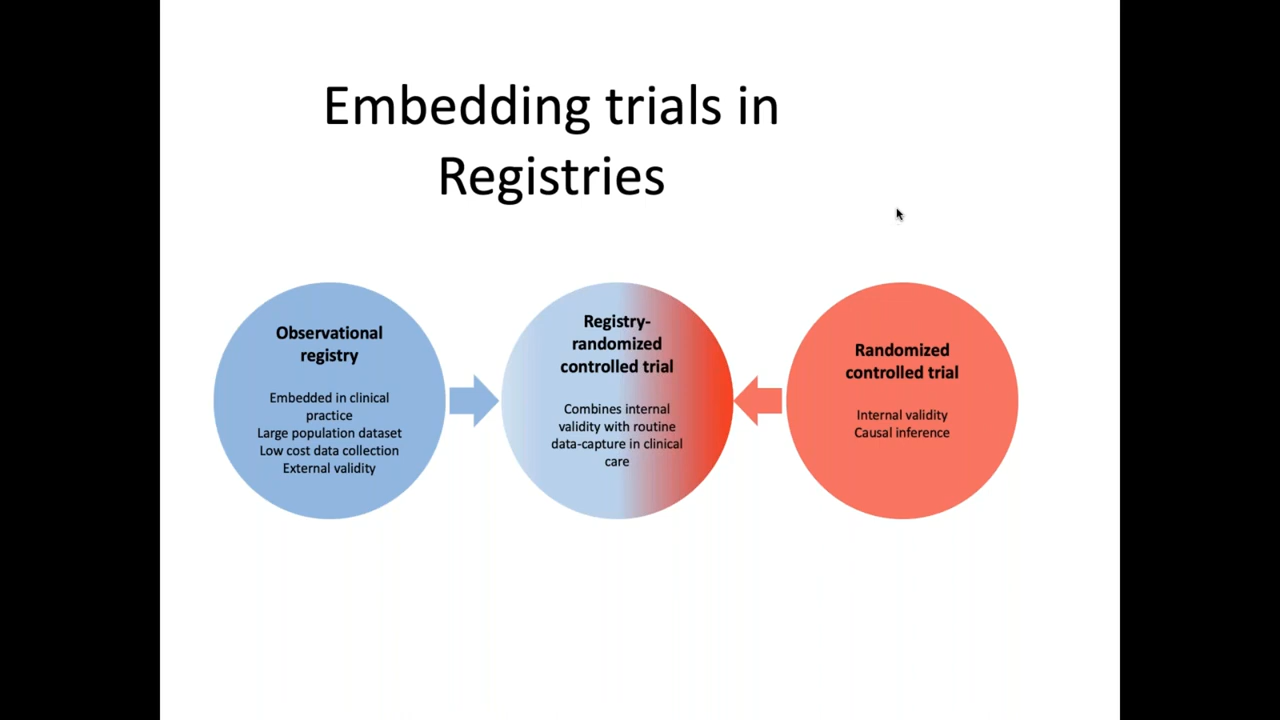 Embedding trials in
Registries
Observational
registry
Embedded in clinical
practice
Large population dataset
Low cost data collection
External validity
Registry-
randomized
controlled trial
Combines internal
validity with routine
data-capture in clinical
care
Randomized
controlled trial
Internal validity
Causal inference